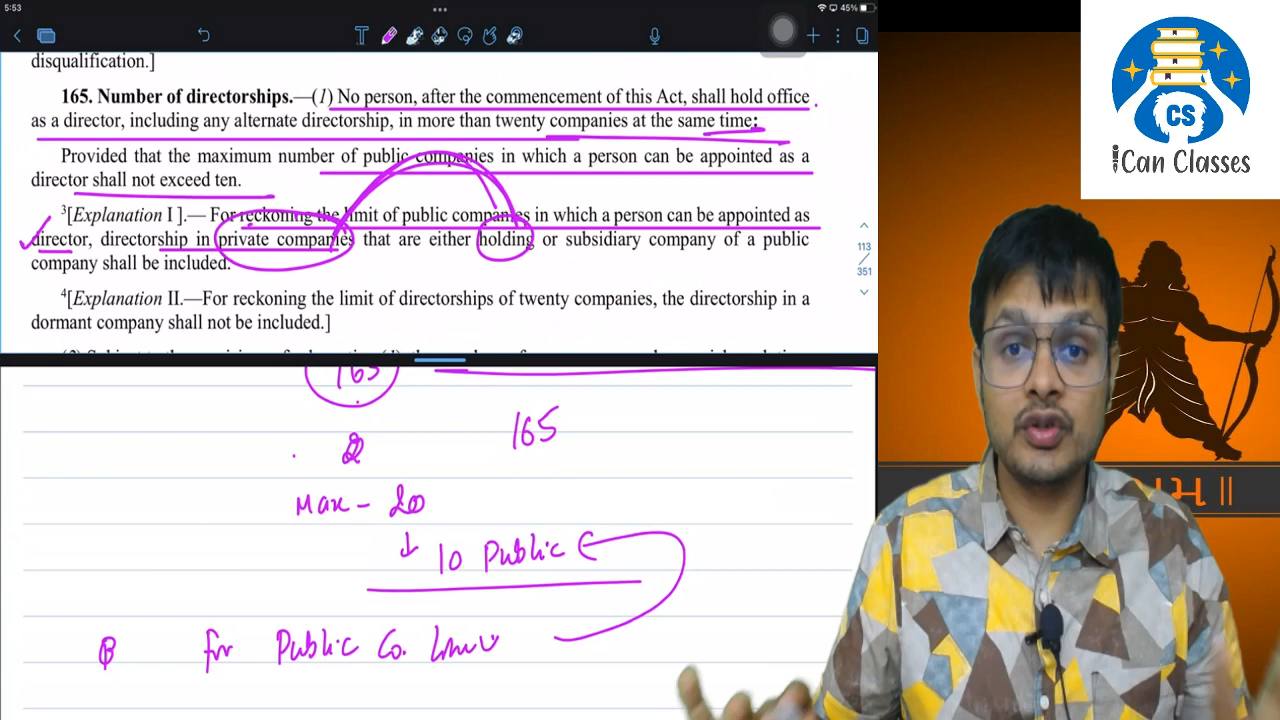 5:53
45%
disqualification.]
165. Number of directorships.—(1) No person, after the commencement of this Act, shall hold office
as a director, including any alternate directorship, in more than twenty companies at the same time:
Provided that the maximum number of public companies in which a person can be appointed as a
director shall not exceed ten.
3[Explanation I ].— For reckoning the limit of public companies in which a person can be appointed as
director, directorship in private companies that are either holding or subsidiary company of a public
company shall be included.
4[Explanation II.—For reckoning the limit of directorships of twenty companies, the directorship in a
dormant company shall not be included.]
113
351
165
165
Max - 20
10 Public
for Public Co.
CS
iCan Classes